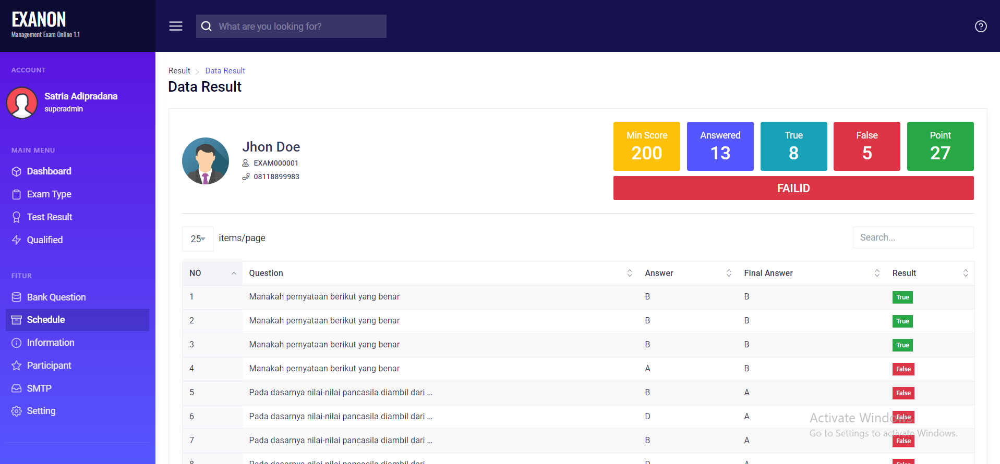 EXANON
Management Exam Online 1.1
What are you looking for?
ACCOUNT
Satria Adipradana
superadmin
MAIN MENU
Dashboard
Exam Type
Test Result
Qualified
FITUR
Bank Question
Schedule
Information
Participant
SMTP
Setting
Result > Data Result
Data Result
Jhon Doe
EXAM000001
08118899983
Min Score
200
Answered
13
True
8
False
5
Point
27
FAILID
25 items/page
Search...
NO Question Answer Final Answer Result
1 Manakah pernyataan berikut yang benar B B True
2 Manakah pernyataan berikut yang benar B B True
3 Manakah pernyataan berikut yang benar B B True
4 Manakah pernyataan berikut yang benar A B False
5 Pada dasarnya nilai-nilai pancasila diambil dari ... B A False
6 Pada dasarnya nilai-nilai pancasila diambil dari ... D A False
7 Pada dasarnya nilai-nilai pancasila diambil dari ... B A False
8 Pada dasarnya nilai-nilai pancasila diambil dari ... D A False
Activate Windows
Go to Settings to activate Windows.